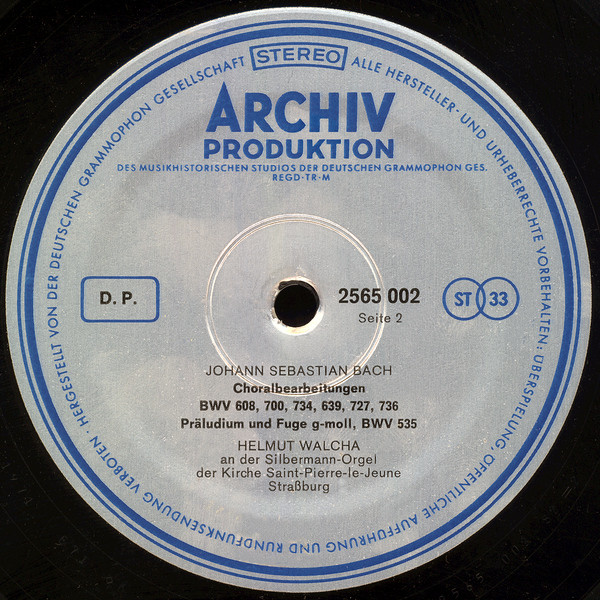 HERGESTELLT VON DER DEUTSCHEN GRAMMOPHON GESELLSCHAFT
STEREO
ALLE HERSTELLER- UND URHEBERRECHTE VORBEHALTEN: ÜBERSPIELUNG, ÖFFENTLICHE AUFFÜHRUNG UND RUNDFUNKSENDUNG VERBOTEN ·
ARCHIV
PRODUKTION
DES MUSIKHISTORISCHEN STUDIOS DER DEUTSCHEN GRAMMOPHON GES.
REGD·TR·M
D. P.
2565 002
ST 33
Seite 2
JOHANN SEBASTIAN BACH
Choralbearbeitungen
BWV 608, 700, 734, 639, 727, 736
Präludium und Fuge g-moll, BWV 535
HELMUT WALCHA
an der Silbermann-Orgel
der Kirche Saint-Pierre-le-Jeune
Straßburg